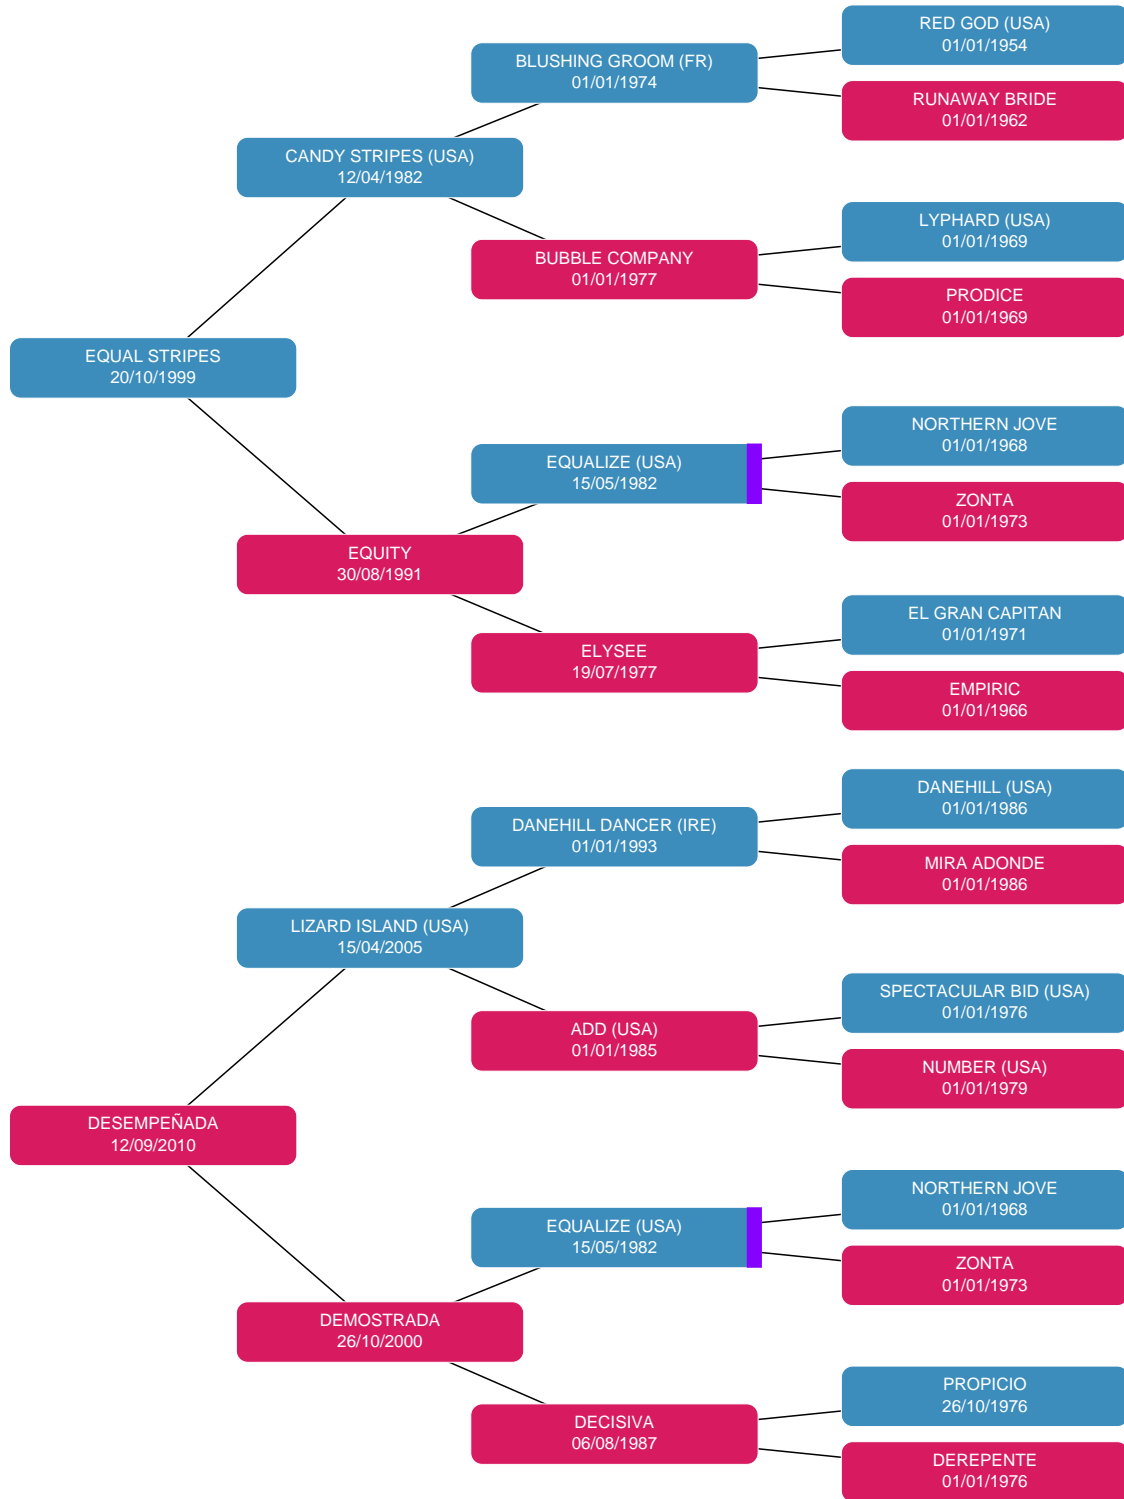 RED GOD (USA)
01/01/1954
BLUSHING GROOM (FR)
01/01/1974
RUNAWAY BRIDE
01/01/1962
CANDY STRIPES (USA)
12/04/1982
LYPHARD (USA)
01/01/1969
BUBBLE COMPANY
01/01/1977
PRODICE
01/01/1969
EQUAL STRIPES
20/10/1999
NORTHERN JOVE
01/01/1968
EQUALIZE (USA)
15/05/1982
ZONTA
01/01/1973
EQUITY
30/08/1991
EL GRAN CAPITAN
01/01/1971
ELYSEE
19/07/1977
EMPIRIC
01/01/1966
DANEHILL (USA)
01/01/1986
DANEHILL DANCER (IRE)
01/01/1993
MIRA ADONDE
01/01/1986
LIZARD ISLAND (USA)
15/04/2005
SPECTACULAR BID (USA)
01/01/1976
ADD (USA)
01/01/1985
NUMBER (USA)
01/01/1979
DESEMPEÑADA
12/09/2010
NORTHERN JOVE
01/01/1968
EQUALIZE (USA)
15/05/1982
ZONTA
01/01/1973
DEMOSTRADA
26/10/2000
PROPICIO
26/10/1976
DECISIVA
06/08/1987
DEREPENTE
01/01/1976